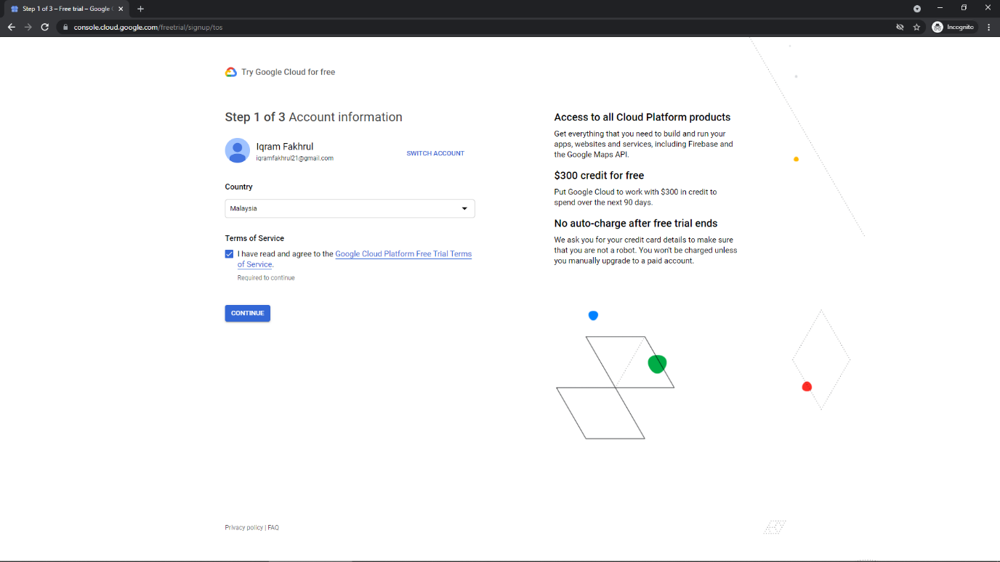 Step 1 of 3 – Free trial – Google
console.cloud.google.com/freetrial/signup/tos
Incognito
Try Google Cloud for free
Step 1 of 3 Account information
Iqram Fakhrul
iqramfakhrul21@gmail.com
SWITCH ACCOUNT
Country
Malaysia
Terms of Service
I have read and agree to the Google Cloud Platform Free Trial Terms
of Service.
Required to continue
CONTINUE
Access to all Cloud Platform products
Get everything that you need to build and run your
apps, websites and services, including Firebase and
the Google Maps API.
$300 credit for free
Put Google Cloud to work with $300 in credit to
spend over the next 90 days.
No auto-charge after free trial ends
We ask you for your credit card details to make sure
that you are not a robot. You won't be charged unless
you manually upgrade to a paid account.
Privacy policy | FAQ